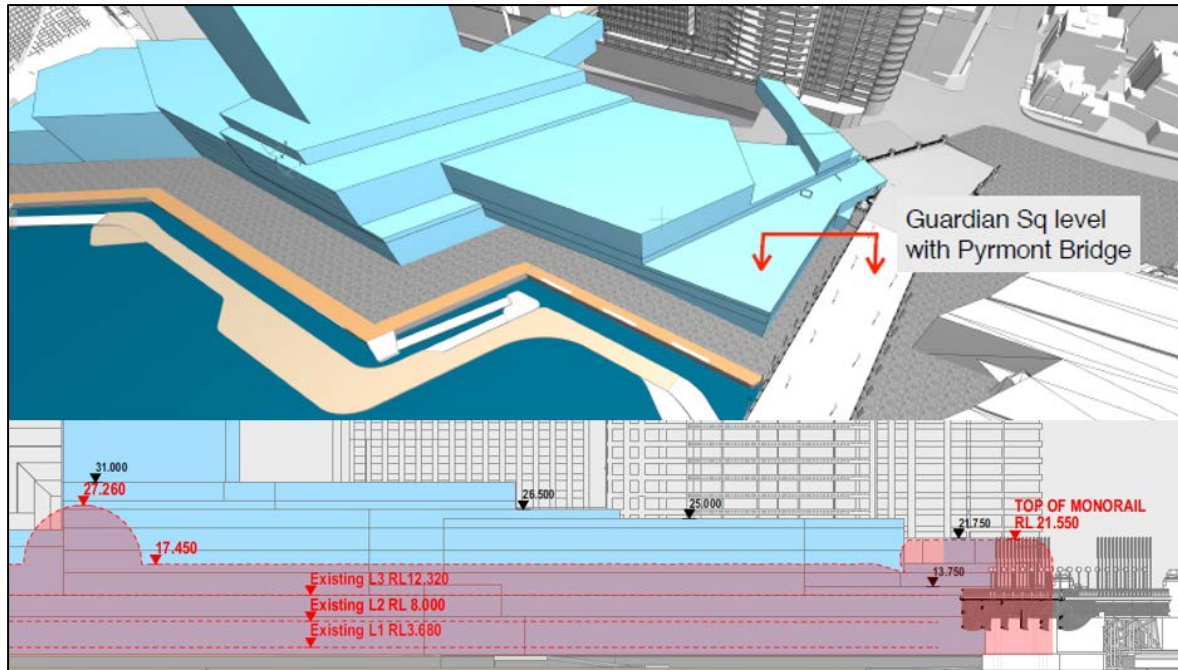 Guardian Sq level
with Pyrmont Bridge
31.000
27.260
26.500
25.000
21.750
TOP OF MONORAIL
RL 21.550
17.450
13.750
Existing L3 RL12.320
Existing L2 RL 8.000
Existing L1 RL3.680